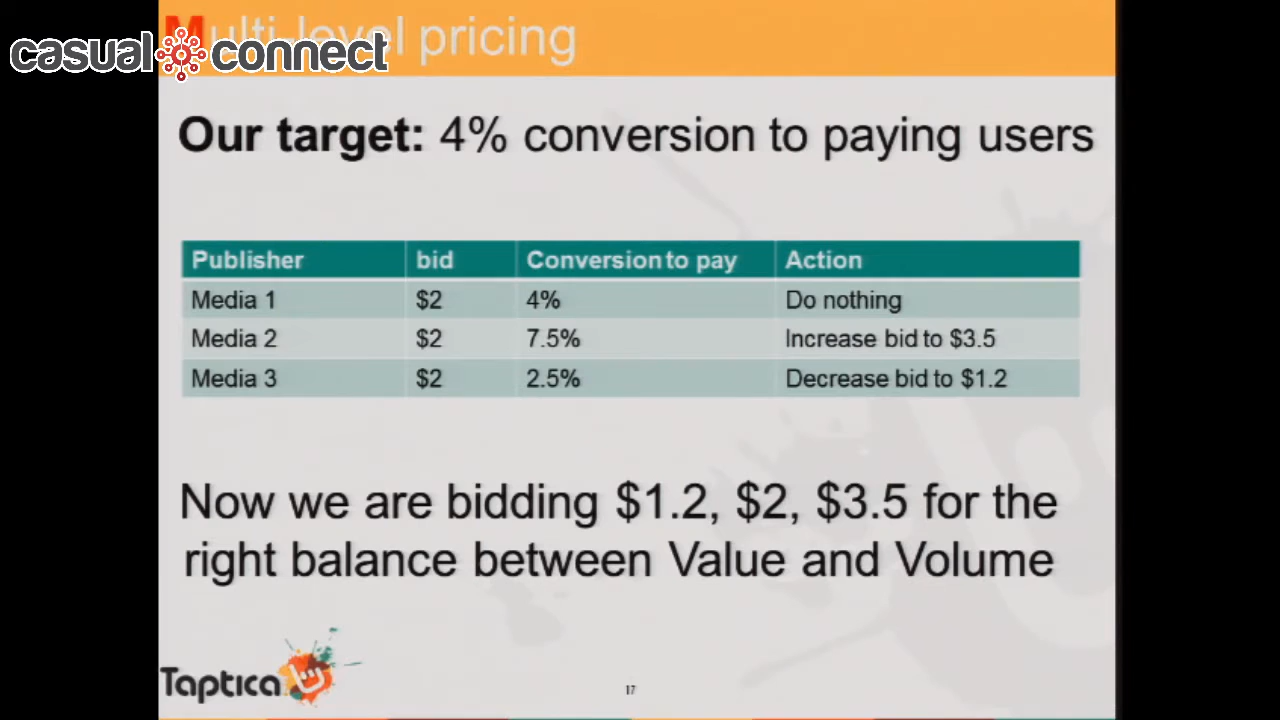 Multi-level pricing
casual connect
Our target: 4% conversion to paying users
Publisher bid Conversion to pay Action
Media 1 $2 4% Do nothing
Media 2 $2 7.5% Increase bid to $3.5
Media 3 $2 2.5% Decrease bid to $1.2
Now we are bidding $1.2, $2, $3.5 for the
right balance between Value and Volume
Taptica
17